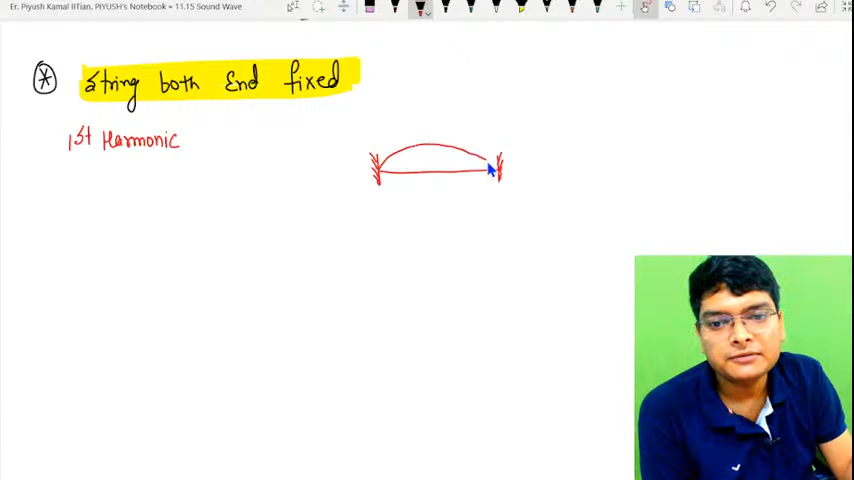 Er. Piyush Kamal IITian. PIYUSH's Notebook » 11.15 Sound Wave
* String both End fixed
1st Harmonic